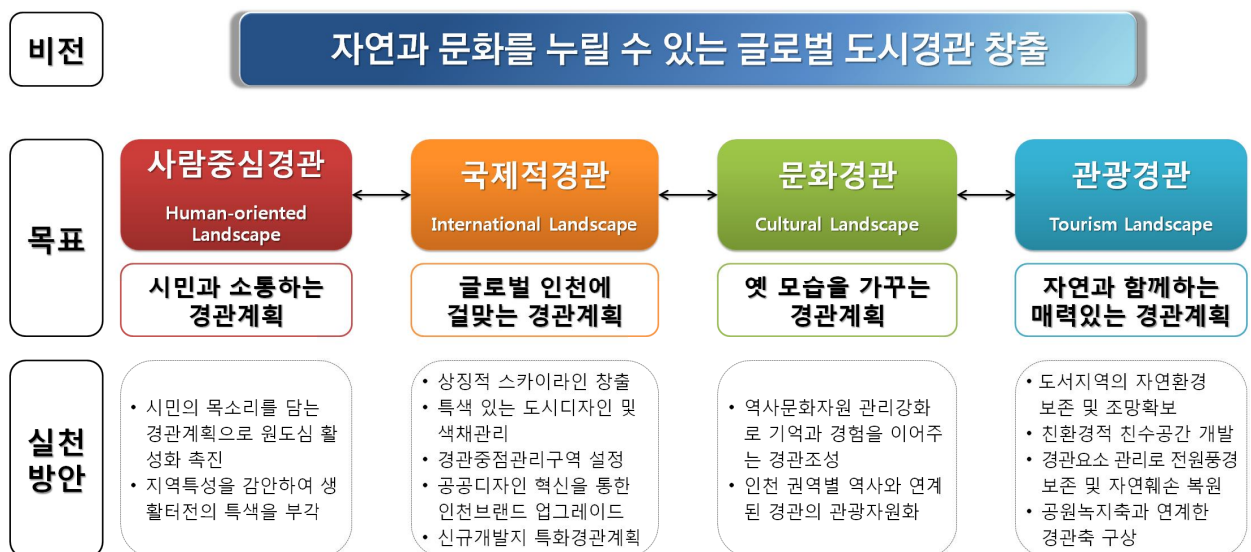 비전
자연과 문화를 누릴 수 있는 글로벌 도시경관 창출
목표
사람중심경관
Human-oriented
Landscape
시민과 소통하는
경관계획
국제적경관
International Landscape
글로벌 인천에
걸맞는 경관계획
문화경관
Cultural Landscape
옛 모습을 가꾸는
경관계획
관광경관
Tourism Landscape
자연과 함께하는
매력있는 경관계획
실천
방안
• 시민의 목소리를 담는
경관계획으로 원도심 활
성화 촉진
• 지역특성을 감안하여 생
활터전의 특색을 부각
• 상징적 스카이라인 창출
• 특색 있는 도시디자인 및
색채관리
• 경관중점관리구역 설정
• 공공디자인 혁신을 통한
인천브랜드 업그레이드
• 신규개발지 특화경관계획
• 역사문화자원 관리강화
로 기억과 경험을 이어주
는 경관조성
• 인천 권역별 역사와 연계
된 경관의 관광자원화
• 도서지역의 자연환경
보존 및 조망확보
• 친환경적 친수공간 개발
• 경관요소 관리로 전원풍경
보존 및 자연훼손 복원
• 공원녹지축과 연계한
경관축 구상